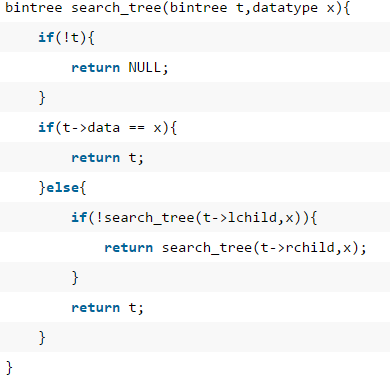 bintree search_tree(bintree t,datatype x){
    if(!t){
        return NULL;
    }
    if(t->data == x){
        return t;
    }else{
        if(!search_tree(t->lchild,x)){
            return search_tree(t->rchild,x);
        }
        return t;
    }
}